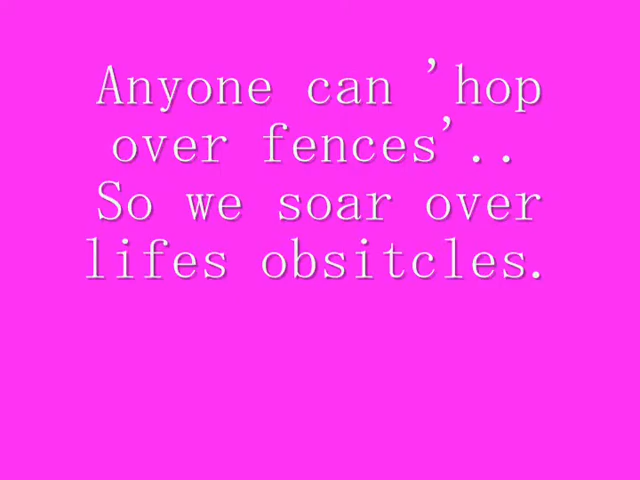 Anyone can 'hop
over fences'..
So we soar over
lifes obsitcles.